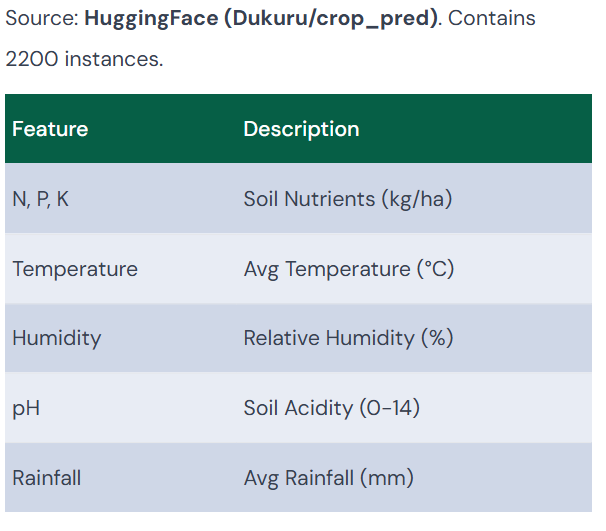 Source: HuggingFace (Dukuru/crop_pred). Contains
2200 instances.
Feature Description
N, P, K Soil Nutrients (kg/ha)
Temperature Avg Temperature (°C)
Humidity Relative Humidity (%)
pH Soil Acidity (0-14)
Rainfall Avg Rainfall (mm)